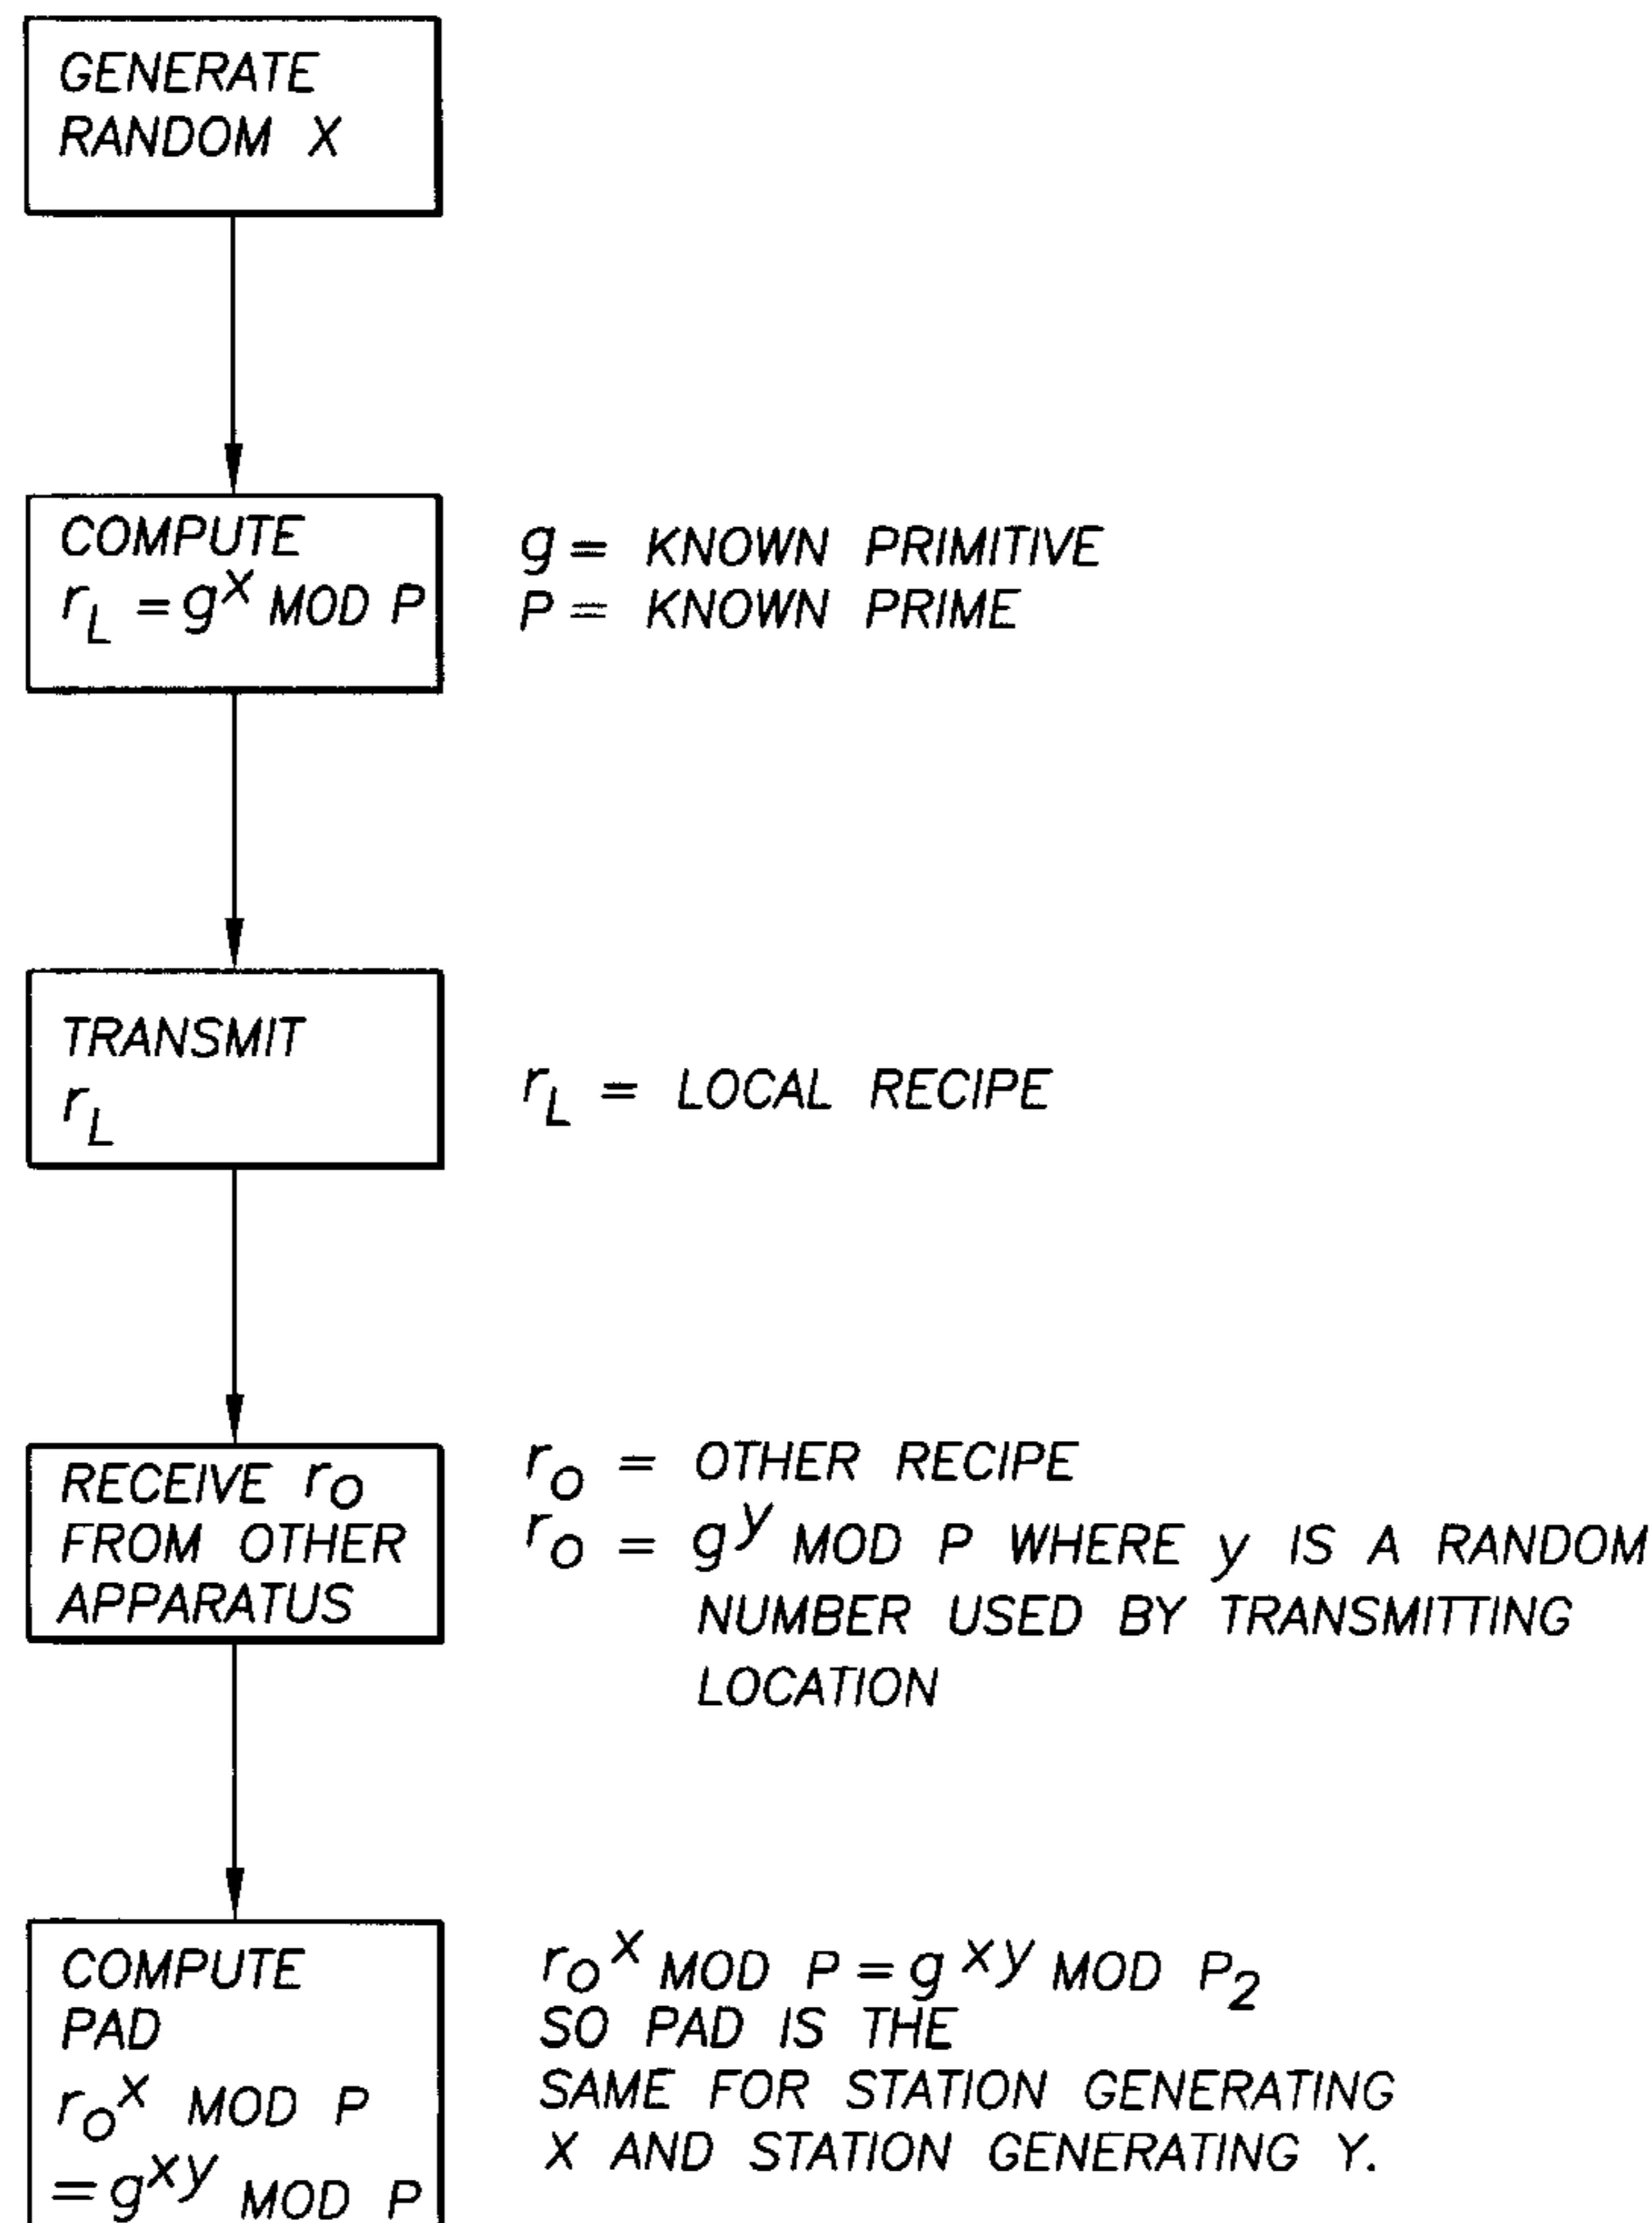 GENERATE
RANDOM X
COMPUTE
r_L = g^x MOD P
g = KNOWN PRIMITIVE
P = KNOWN PRIME
TRANSMIT
r_L
r_L = LOCAL RECIPE
RECEIVE r_O
FROM OTHER
APPARATUS
r_O = OTHER RECIPE
r_O = g^y MOD P WHERE y IS A RANDOM
NUMBER USED BY TRANSMITTING
LOCATION
COMPUTE
PAD
r_O^x MOD P
= g^xy MOD P
r_O^x MOD P = g^xy MOD P_2
SO PAD IS THE
SAME FOR STATION GENERATING
X AND STATION GENERATING Y.